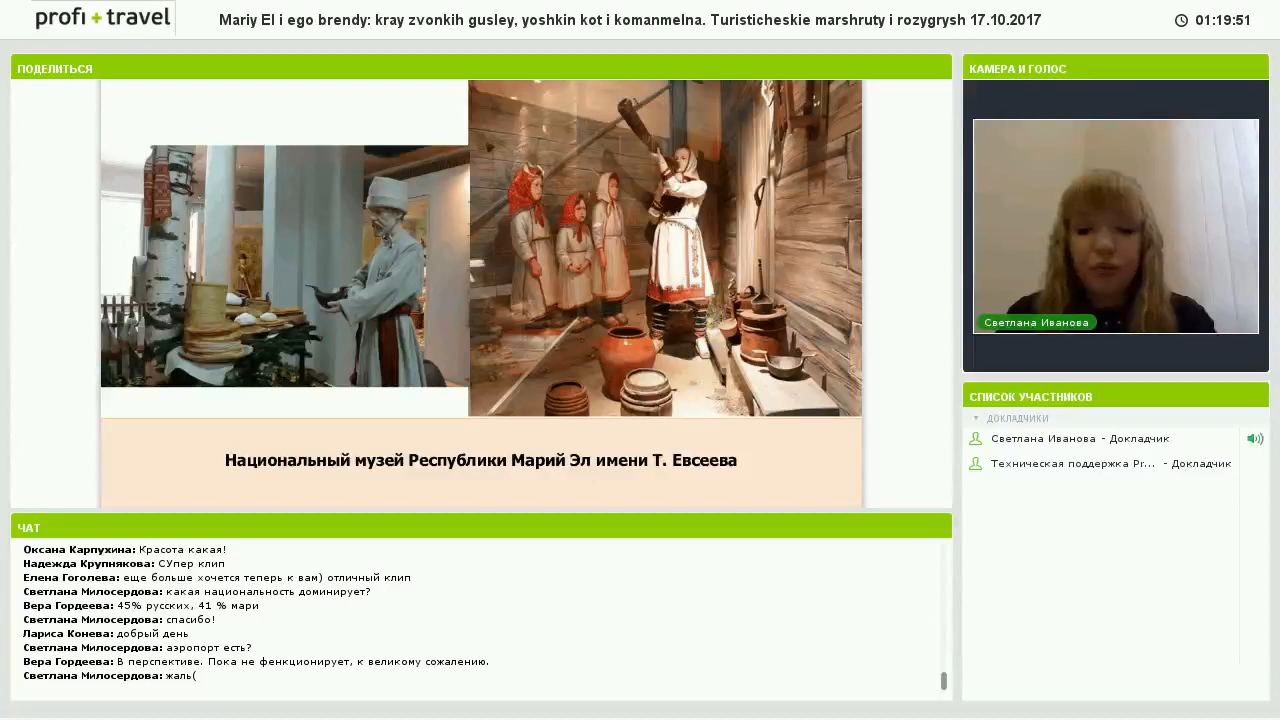 profi + travel
Mariy El i ego brendy: kray zvonkih gusley, yoshkin kot i komanmelna. Turisticheskie marshruty i rozygrysh 17.10.2017
01:19:51
ПОДЕЛИТЬСЯ
Национальный музей Республики Марий Эл имени Т. Евсеева
ЧАТ
Оксана Карпухина: Красота какая!
Надежда Крупнякова: СУпер клип
Елена Гоголева: еще больше хочется теперь к вам) отличный клип
Светлана Милосердова: какая национальность доминирует?
Вера Гордеева: 45% русских, 41 % мари
Светлана Милосердова: спасибо!
Лариса Конева: добрый день
Светлана Милосердова: аэропорт есть?
Вера Гордеева: В перспективе. Пока не фенкционирует, к великому сожалению.
Светлана Милосердова: жаль(
КАМЕРА И ГОЛОС
Светлана Иванова
СПИСОК УЧАСТНИКОВ
ДОКЛАДЧИКИ
Светлана Иванова - Докладчик
Техническая поддержка Pr... - Докладчик